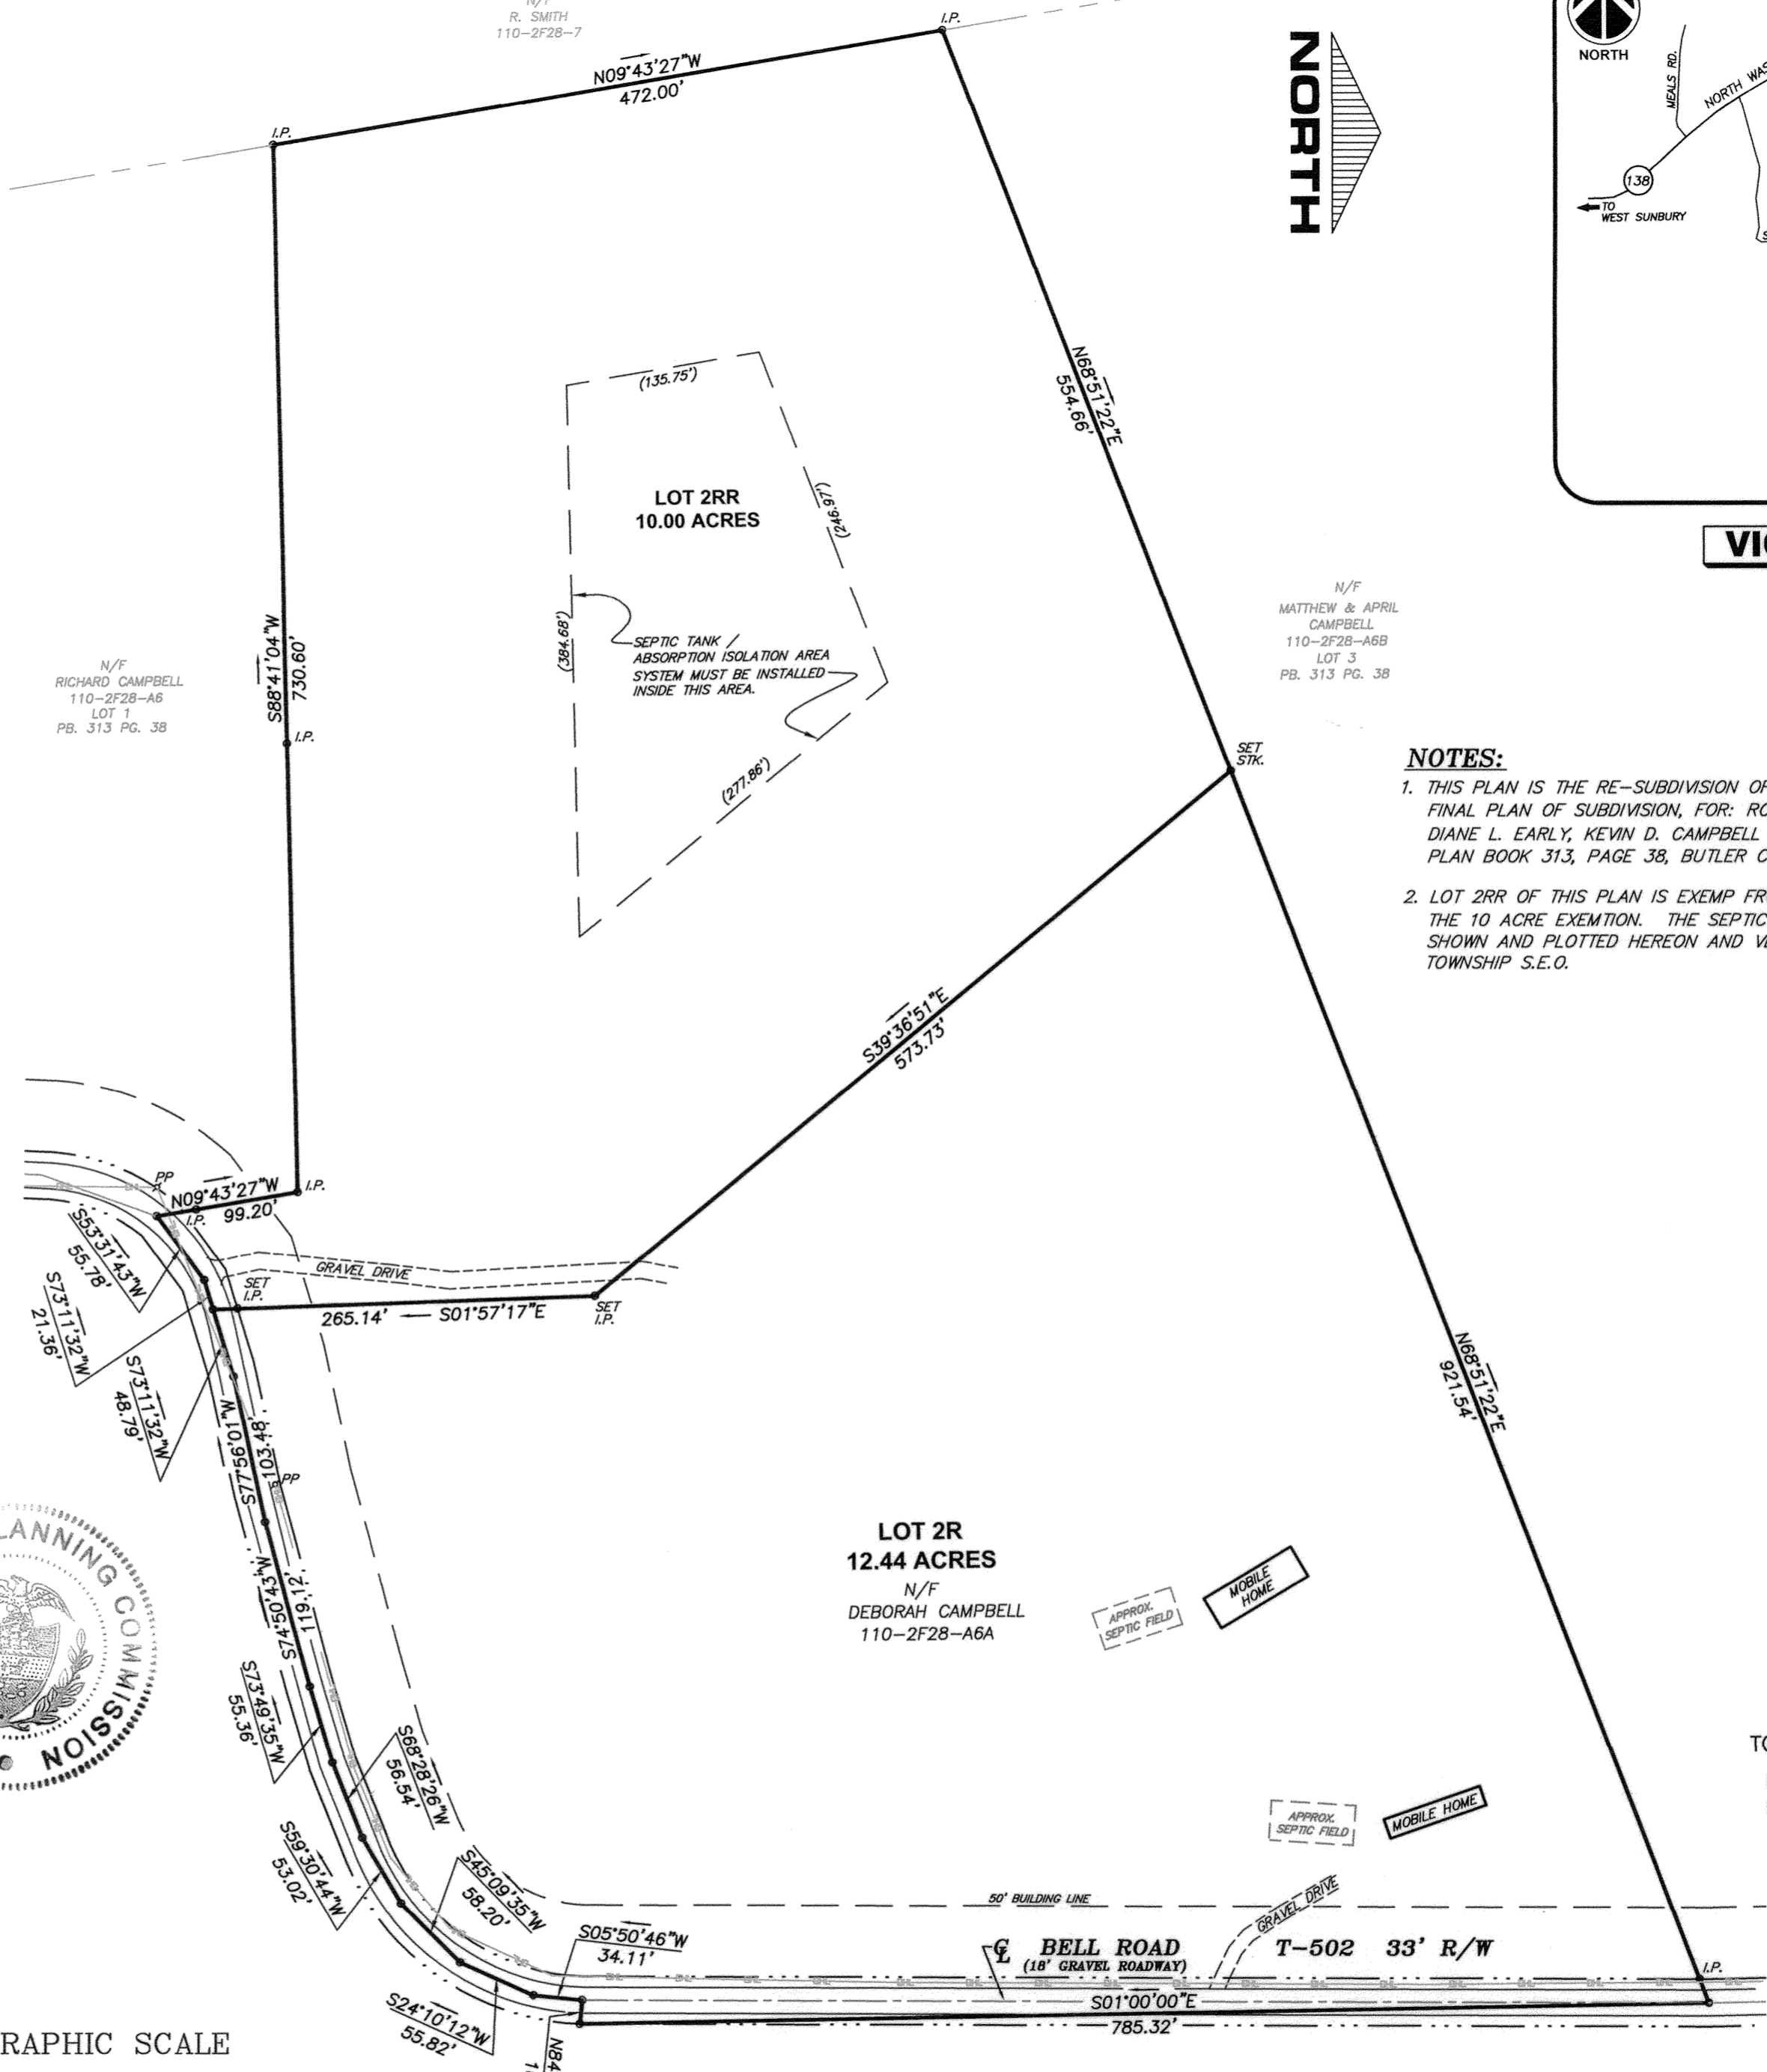 N/F
R. SMITH
110-2F28-7
I.P.
N09°43'27"W
472.00'
I.P.
NORTH
NORTH
MEALS RD.
NORTH
138
TO
WEST SUNBURY
N68°51'22"E
554.66'
(135.75')
LOT 2RR
10.00 ACRES
(246.97')
(384.68')
SEPTIC TANK /
ABSORPTION ISOLATION AREA
SYSTEM MUST BE INSTALLED
INSIDE THIS AREA.
(277.86')
N/F
RICHARD CAMPBELL
110-2F28-A6
LOT 1
PB. 313 PG. 38
S88°41'04"W
730.60'
I.P.
N/F
MATTHEW & APRIL
CAMPBELL
110-2F28-A6B
LOT 3
PB. 313 PG. 38
SET
STK.
NOTES:
1. THIS PLAN IS THE RE-SUBDIVISION OF
FINAL PLAN OF SUBDIVISION, FOR:
DIANE L. EARLY, KEVIN D. CAMPBELL
PLAN BOOK 313, PAGE 38, BUTLER
2. LOT 2RR OF THIS PLAN IS EXEMP
THE 10 ACRE EXEMTION. THE SEPTIC
SHOWN AND PLOTTED HEREON AND
TOWNSHIP S.E.O.
S39°36'51"E
573.73'
PP
N09°43'27"W
99.20'
I.P.
I.P.
S53°31'43"W
55.78'
S73°11'32"W
21.36'
S73°11'32"W
48.79'
GRAVEL DRIVE
SET
I.P.
265.14' S01°57'17"E
SET
I.P.
N68°51'22"E
921.54'
S77°56'01"W
103.48'
PP
LOT 2R
12.44 ACRES
N/F
DEBORAH CAMPBELL
110-2F28-A6A
APPROX.
SEPTIC FIELD
MOBILE
HOME
PLANNING COMMISSION
S74°50'43"W
119.12'
S73°49'35"W
55.36'
S68°28'26"W
56.54'
S59°30'44"W
53.02'
S45°09'35"W
58.20'
APPROX.
SEPTIC FIELD
MOBILE HOME
50' BUILDING LINE
GRAVEL DRIVE
S05°50'46"W
34.11'
℄ BELL ROAD T-502 33' R/W
(18' GRAVEL ROADWAY)
I.P.
S01°00'00"E
785.32'
S24°10'12"W
55.82'
N84
RAPHIC SCALE